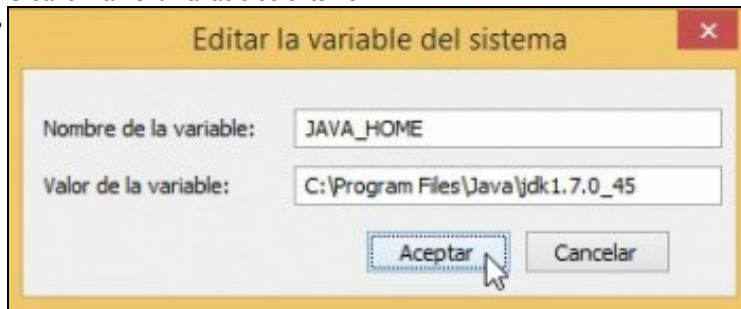 Editar la variable del sistema
Nombre de la variable: JAVA_HOME
Valor de la variable: C:\Program Files\Java\jdk1.7.0_45
Aceptar Cancelar